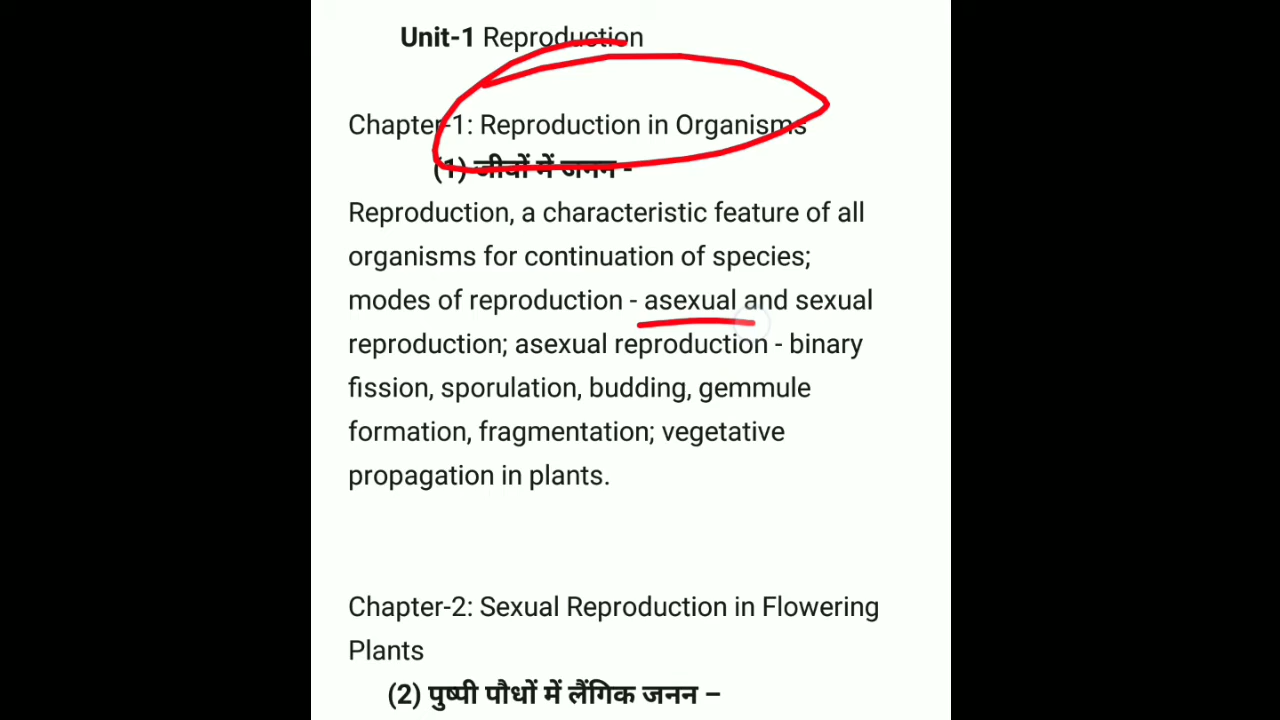 Unit-1 Reproduction
Chapter-1: Reproduction in Organisms
(1) जीवों में जनन -
Reproduction, a characteristic feature of all
organisms for continuation of species;
modes of reproduction - asexual and sexual
reproduction; asexual reproduction - binary
fission, sporulation, budding, gemmule
formation, fragmentation; vegetative
propagation in plants.
Chapter-2: Sexual Reproduction in Flowering
Plants
(2) पुष्पी पौधों में लैंगिक जनन –